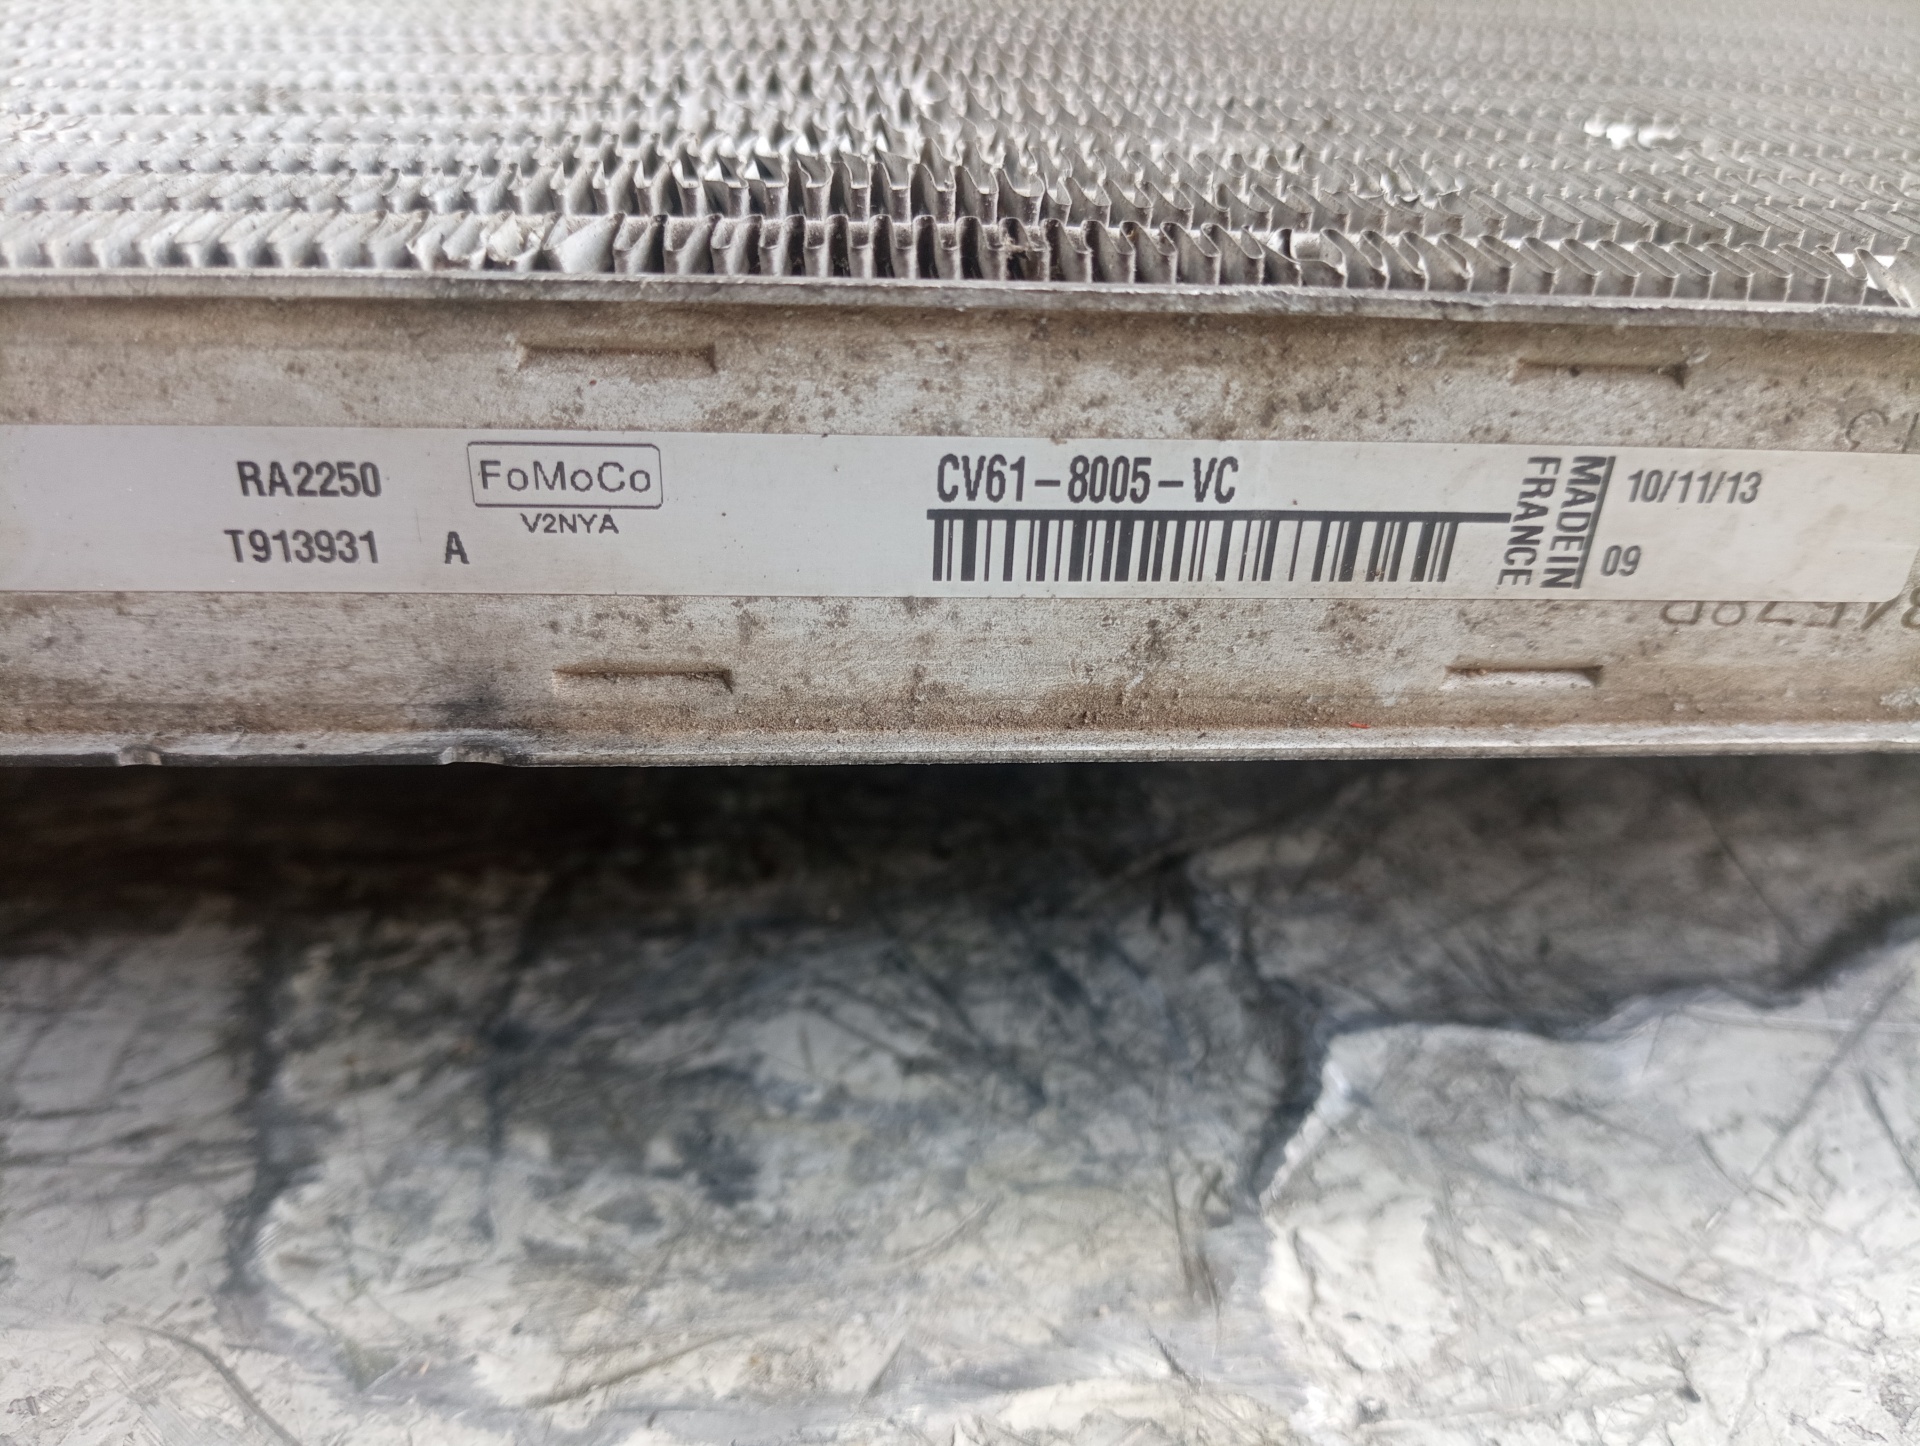 RA2250
T913931 A
FoMoCo
V2NYA
CV61-8005-VC
MADE IN
FRANCE
10/11/13
09